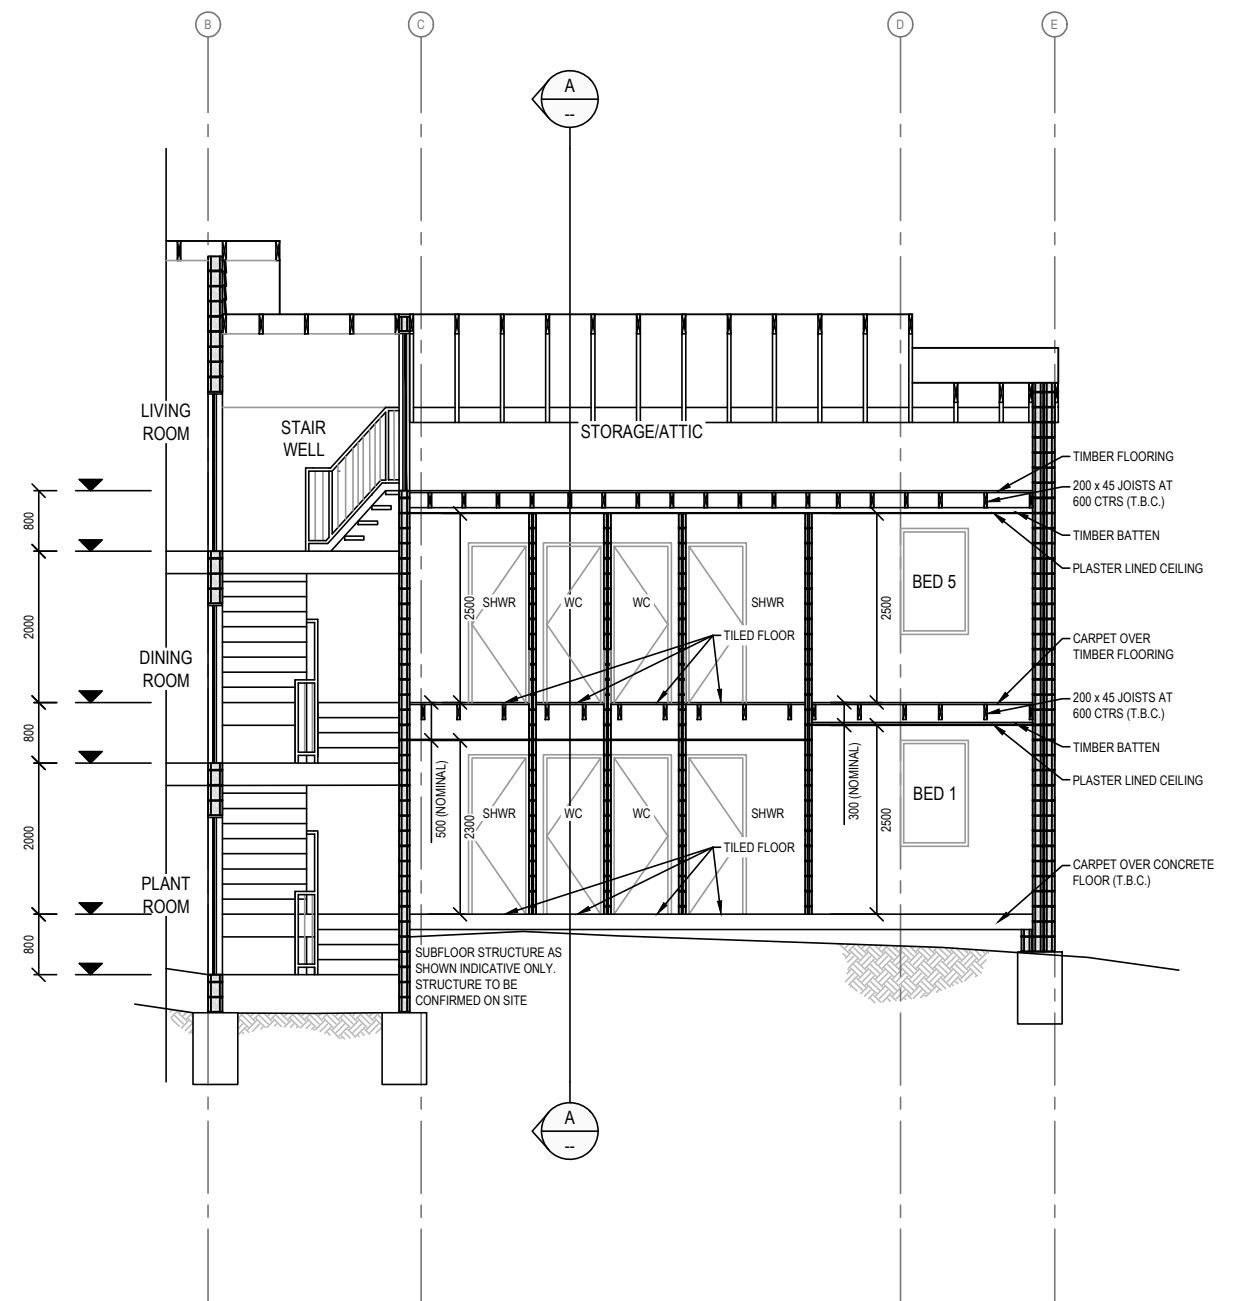 B
C
D
E
A
--
LIVING
ROOM
STAIR
WELL
STORAGE/ATTIC
TIMBER FLOORING
200 x 45 JOISTS AT
600 CTRS (T.B.C.)
TIMBER BATTEN
PLASTER LINED CEILING
800
2000
2500
SHWR
WC
WC
SHWR
2500
BED 5
TILED FLOOR
CARPET OVER
TIMBER FLOORING
DINING
ROOM
200 x 45 JOISTS AT
600 CTRS (T.B.C.)
TIMBER BATTEN
PLASTER LINED CEILING
800
2000
500 (NOMINAL)
2300
SHWR
WC
WC
SHWR
300 (NOMINAL)
2500
BED 1
TILED FLOOR
CARPET OVER CONCRETE
FLOOR (T.B.C.)
PLANT
ROOM
800
SUBFLOOR STRUCTURE AS
SHOWN INDICATIVE ONLY.
STRUCTURE TO BE
CONFIRMED ON SITE
A
--